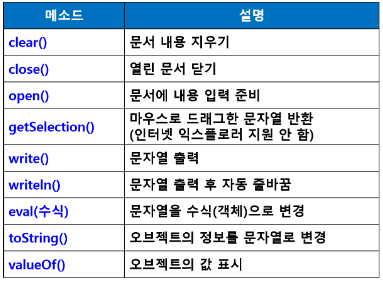 메소드 설명
clear() 문서 내용 지우기
close() 열린 문서 닫기
open() 문서에 내용 입력 준비
getSelection() 마우스로 드래그한 문자열 반환
(인터넷 익스플로러 지원 안 함)
write() 문자열 출력
writeln() 문자열 출력 후 자동 줄바꿈
eval(수식) 문자열을 수식(객체)으로 변경
toString() 오브젝트의 정보를 문자열로 변경
valueOf() 오브젝트의 값 표시